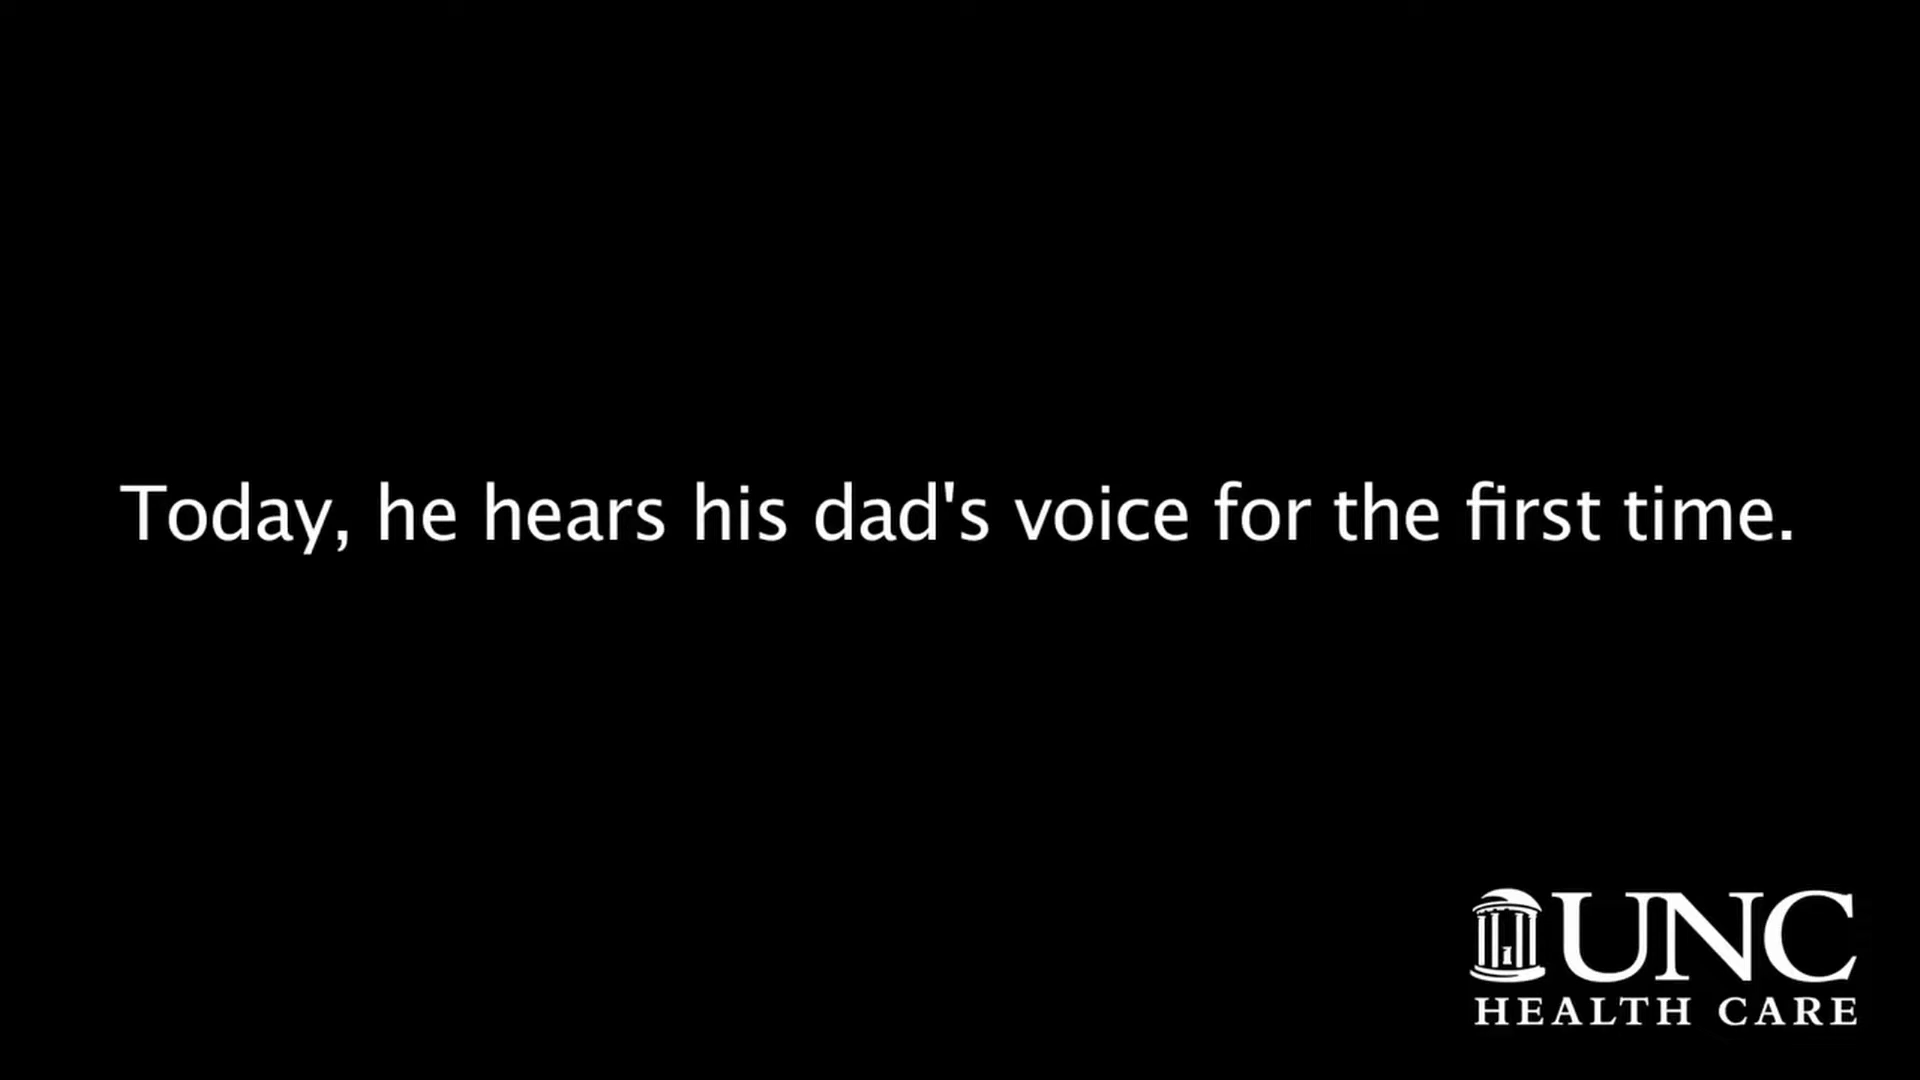 Today, he hears his dad's voice for the first time.
UNC
HEALTH CARE